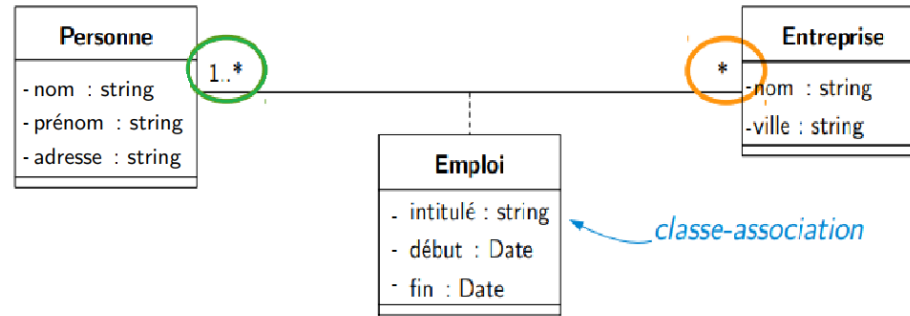 Personne
- nom : string
- prénom : string
- adresse : string
1..*
*
Entreprise
-nom : string
-ville : string
Emploi
- intitulé : string
- début : Date
- fin : Date
classe-association